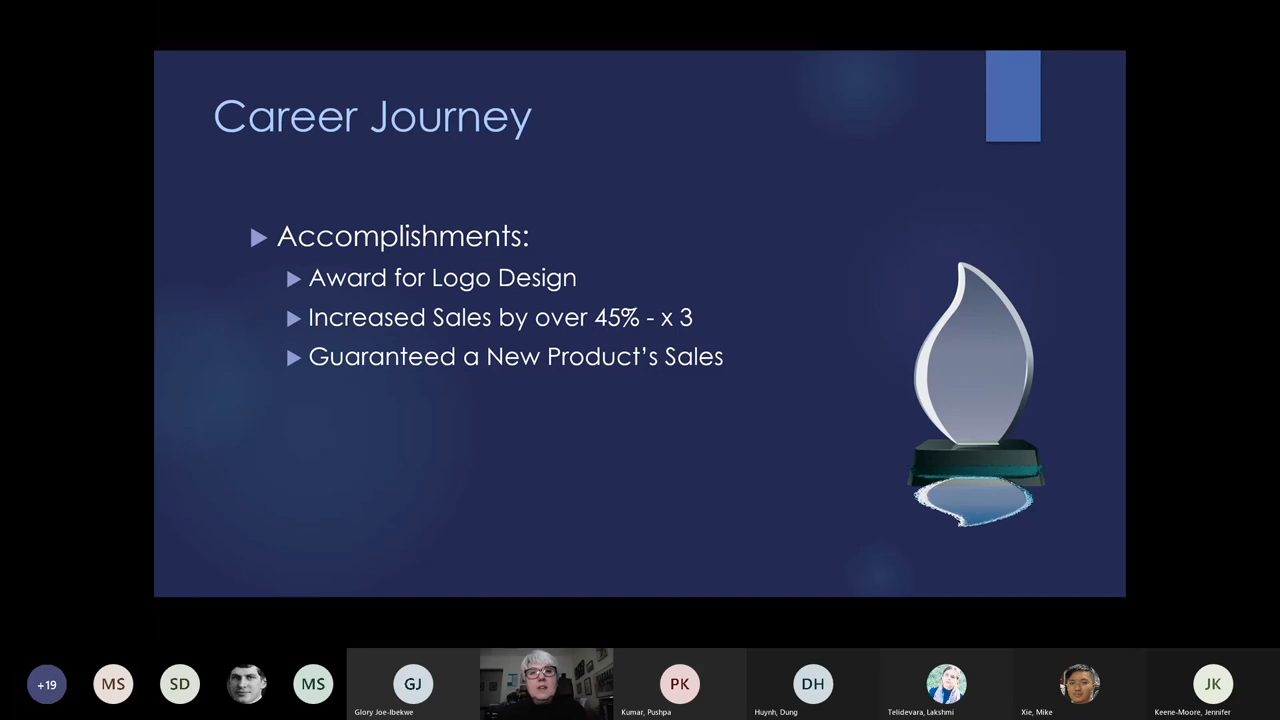 Career Journey
Accomplishments:
Award for Logo Design
Increased Sales by over 45% - x 3
Guaranteed a New Product’s Sales
+19
MS
SD
MS
GJ
PK
DH
JK
Glory Joe-Ibekwe
Kumar, Pushpa
Huynh, Dung
Telidevara, Lakshmi
Xie, Mike
Keene-Moore, Jennifer